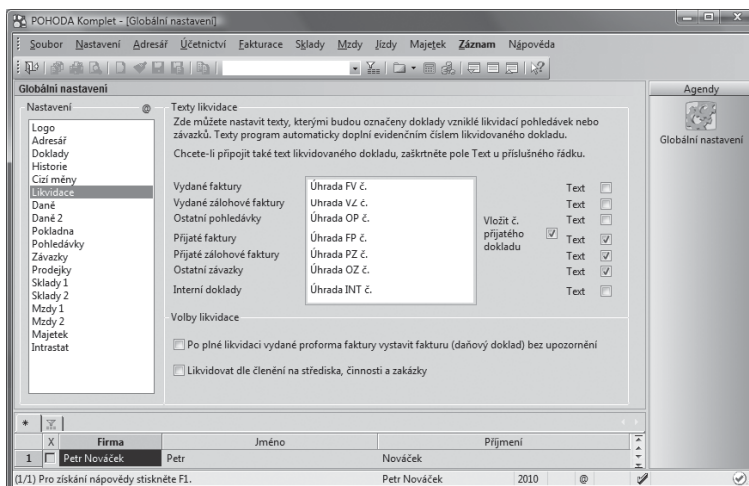 POHODA Komplet - [Globální nastavení]
Soubor Nastavení Adresář Účetnictví Fakturace Sklady Mzdy Jízdy Majetek Záznam Nápověda
Globální nastavení
Agendy
Globální nastavení
Nastavení @
Logo
Adresář
Doklady
Historie
Cizí měny
Likvidace
Daně
Daně 2
Pokladna
Pohledávky
Závazky
Prodejky
Sklady 1
Sklady 2
Mzdy 1
Mzdy 2
Majetek
Intrastat
Texty likvidace
Zde můžete nastavit texty, kterými budou označeny doklady vzniklé likvidací pohledávek nebo
závazků. Texty program automaticky doplní evidenčním číslem likvidovaného dokladu.
Chcete-li připojit také text likvidovaného dokladu, zaškrtněte pole Text u příslušného řádku.
Vydané faktury Úhrada FV č. Text
Vydané zálohové faktury Úhrada VZ č. Text
Ostatní pohledávky Úhrada OP č. Text
Přijaté faktury Úhrada FP č. Text
Přijaté zálohové faktury Úhrada PZ č. Text
Ostatní závazky Úhrada OZ č. Text
Interní doklady Úhrada INT č. Text
Vložit č.
přijatého
dokladu
Volby likvidace
Po plné likvidaci vydané proforma faktury vystavit fakturu (daňový doklad) bez upozornění
Likvidovat dle členění na střediska, činnosti a zakázky
*
X Firma Jméno Příjmení
1 Petr Nováček Petr Nováček
(1/1) Pro získání nápovědy stiskněte F1. Petr Nováček 2010 @